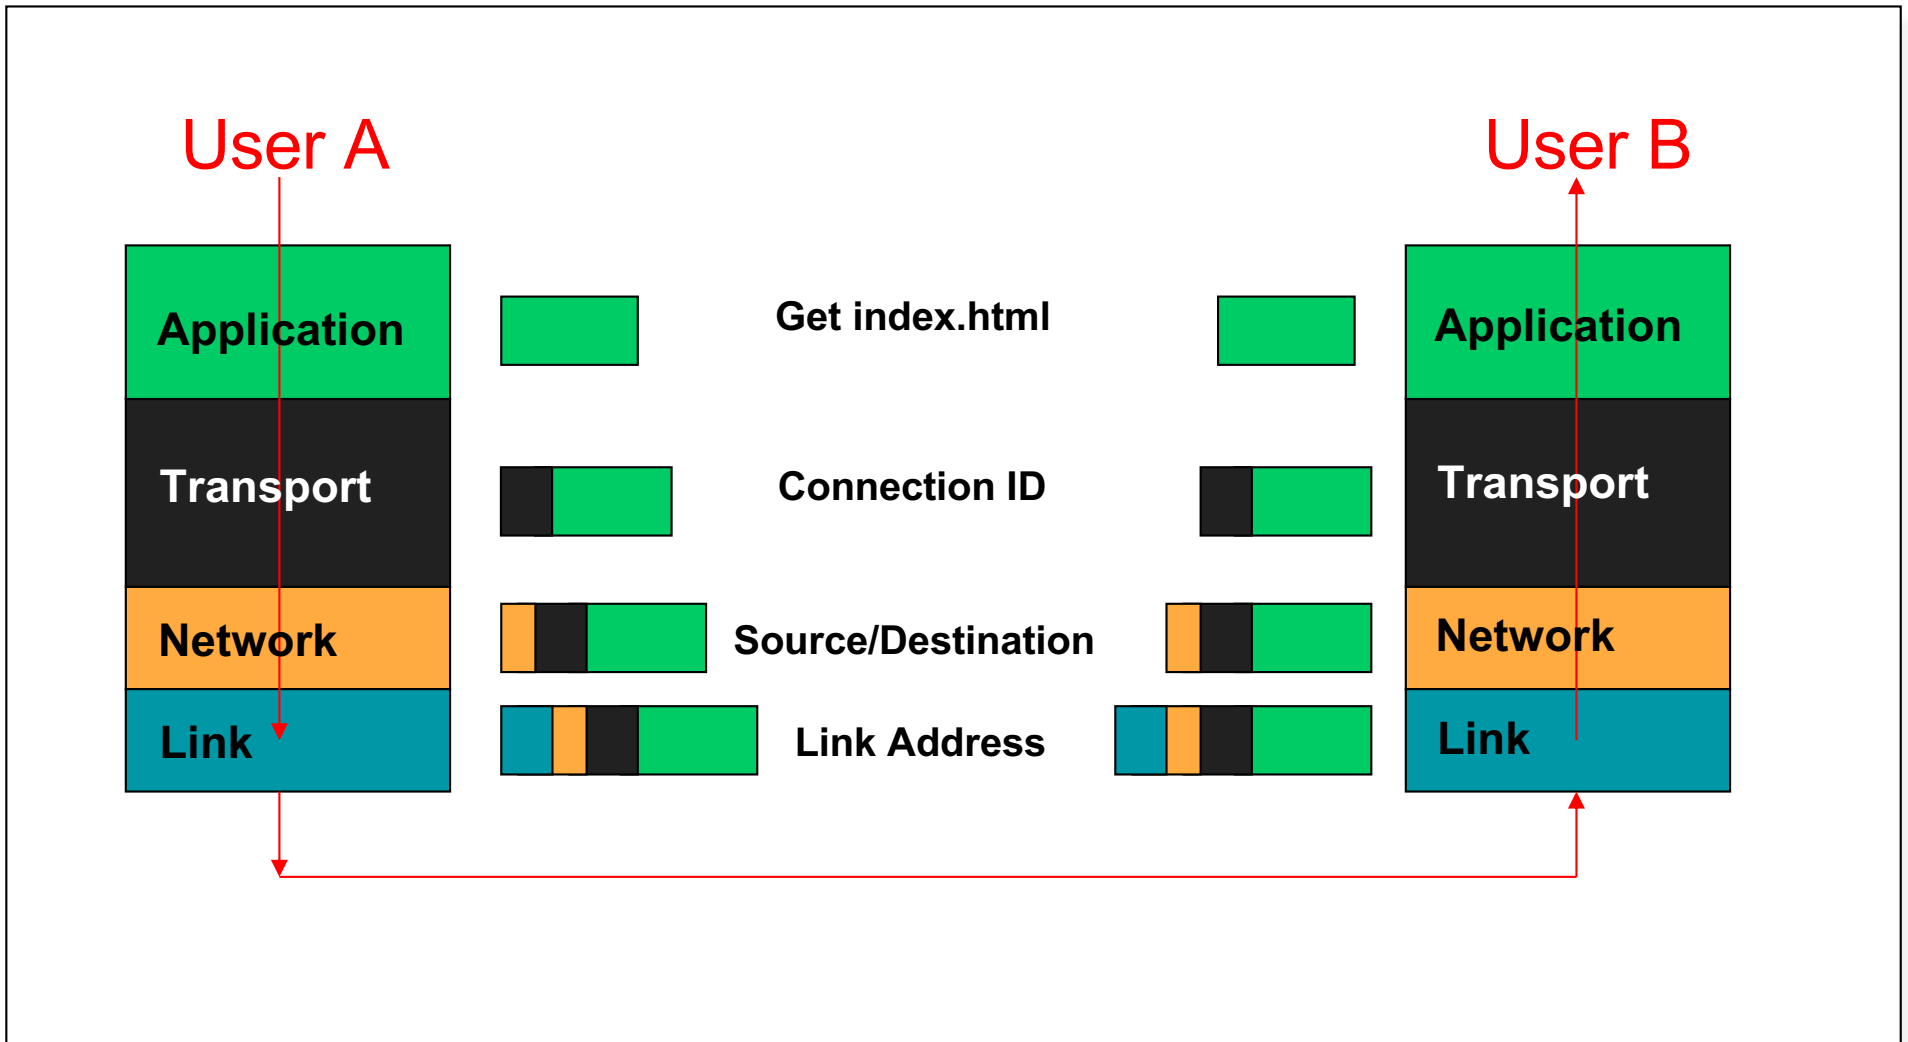 User A
User B
Application
Get index.html
Application
Transport
Connection ID
Transport
Network
Source/Destination
Network
Link
Link Address
Link